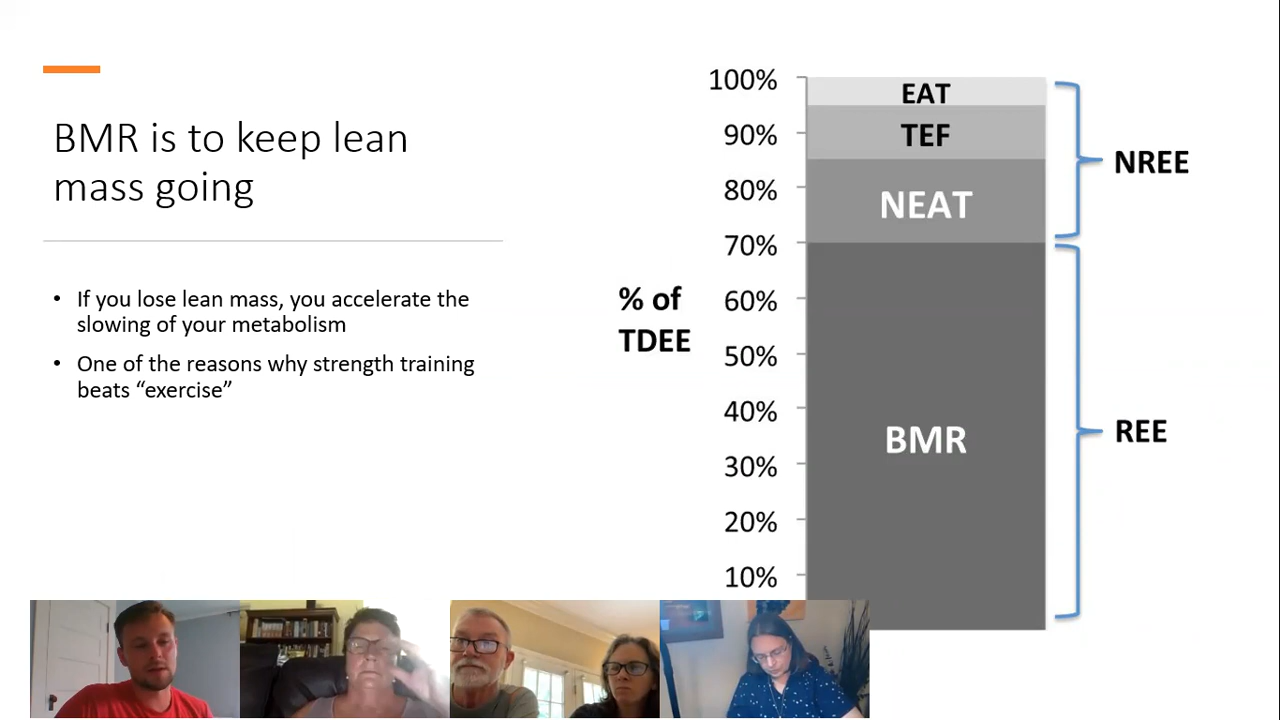 BMR is to keep lean
mass going
• If you lose lean mass, you accelerate the
slowing of your metabolism
• One of the reasons why strength training
beats “exercise”
% of
TDEE
100%
90%
80%
70%
60%
50%
40%
30%
20%
10%
EAT
TEF
NEAT
BMR
NREE
REE